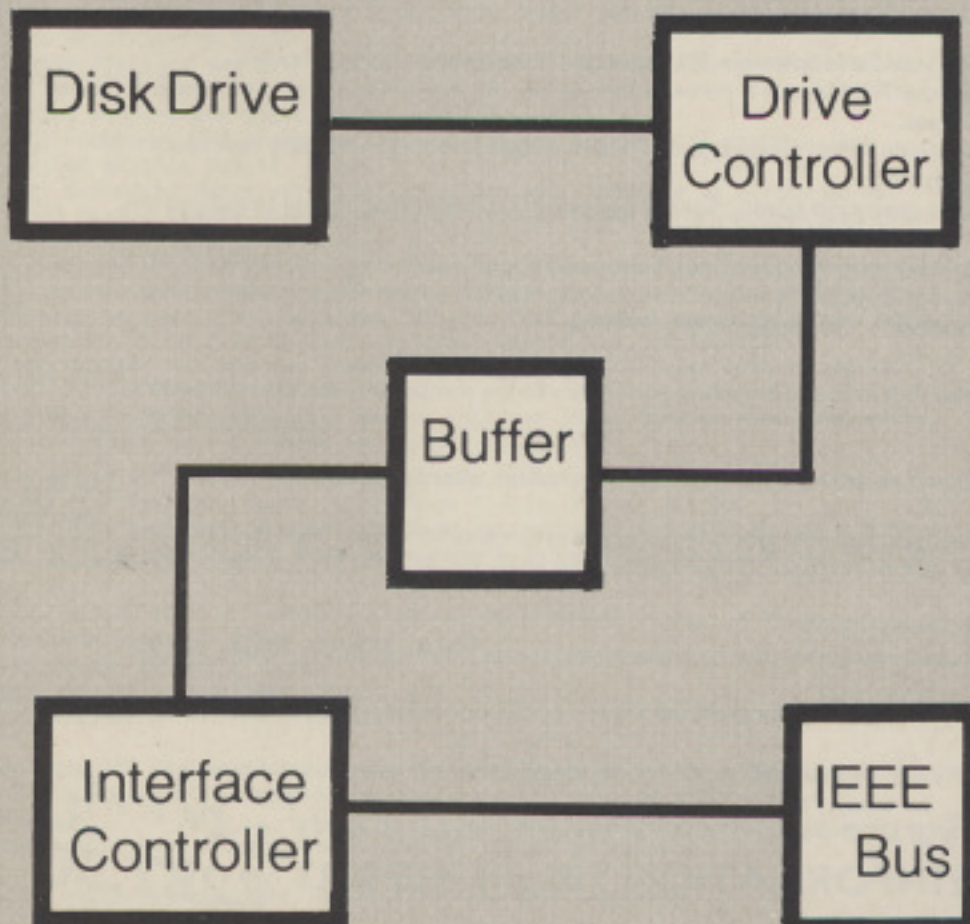 Disk Drive
Drive
Controller
Buffer
Interface
Controller
IEEE
Bus